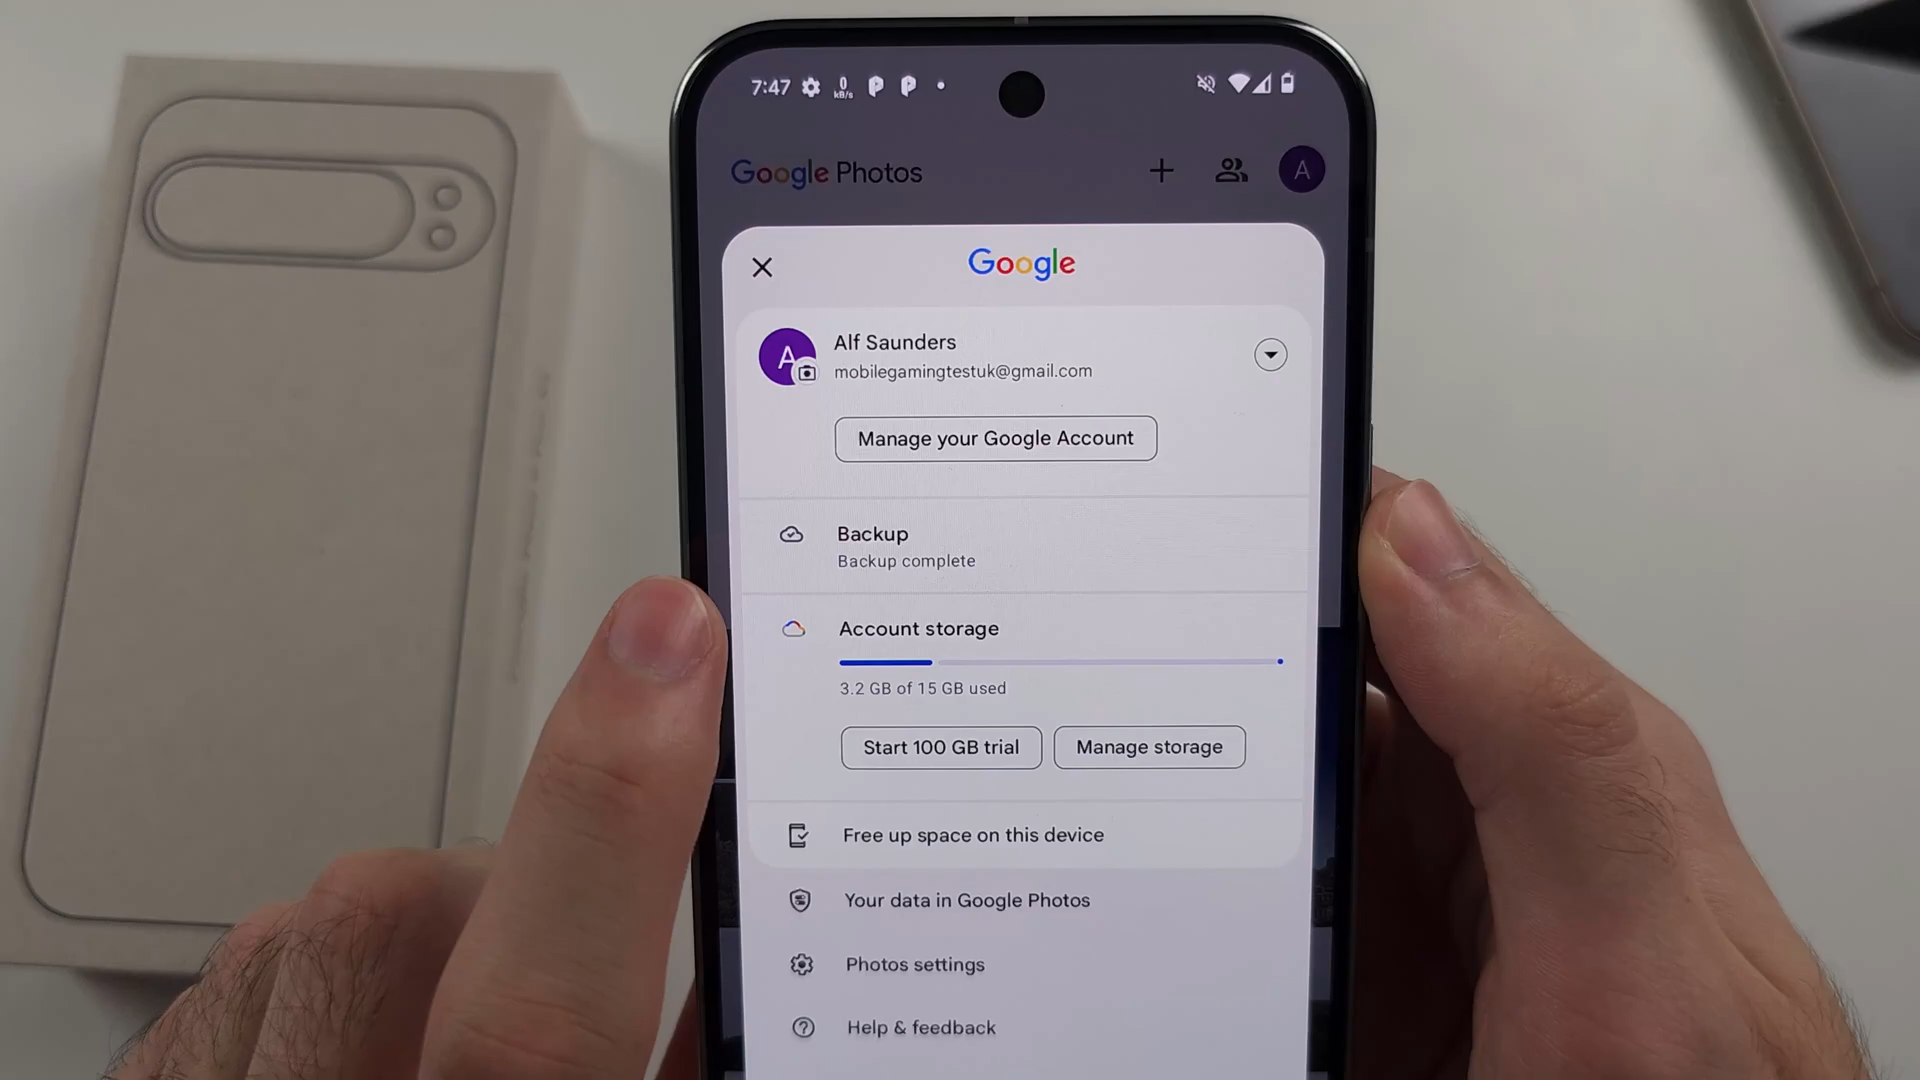 7:47
0
kB/s
Google Photos
A
Google
A
Alf Saunders
mobilegamingtestuk@gmail.com
Manage your Google Account
Backup
Backup complete
Account storage
3.2 GB of 15 GB used
Start 100 GB trial
Manage storage
Free up space on this device
Your data in Google Photos
Photos settings
Help & feedback